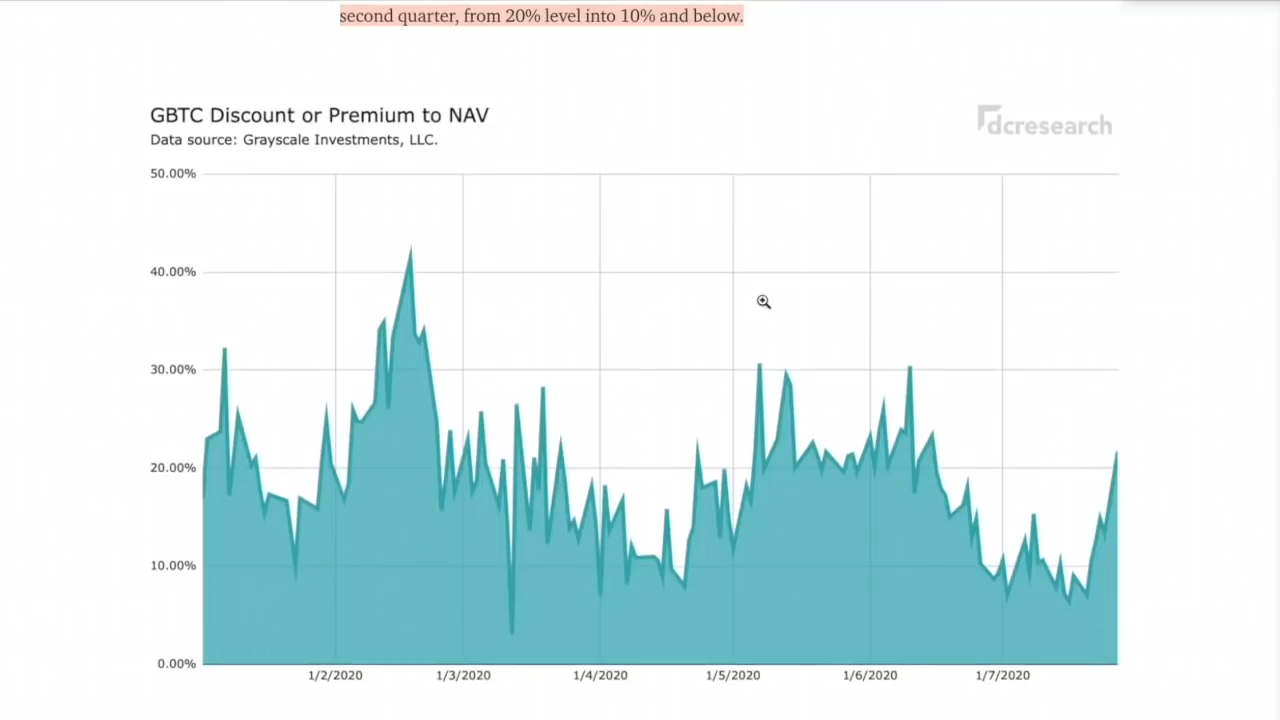 second quarter, from 20% level into 10% and below.
GBTC Discount or Premium to NAV
Data source: Grayscale Investments, LLC.
dcresearch
50.00%
40.00%
30.00%
20.00%
10.00%
0.00%
1/2/2020 1/3/2020 1/4/2020 1/5/2020 1/6/2020 1/7/2020